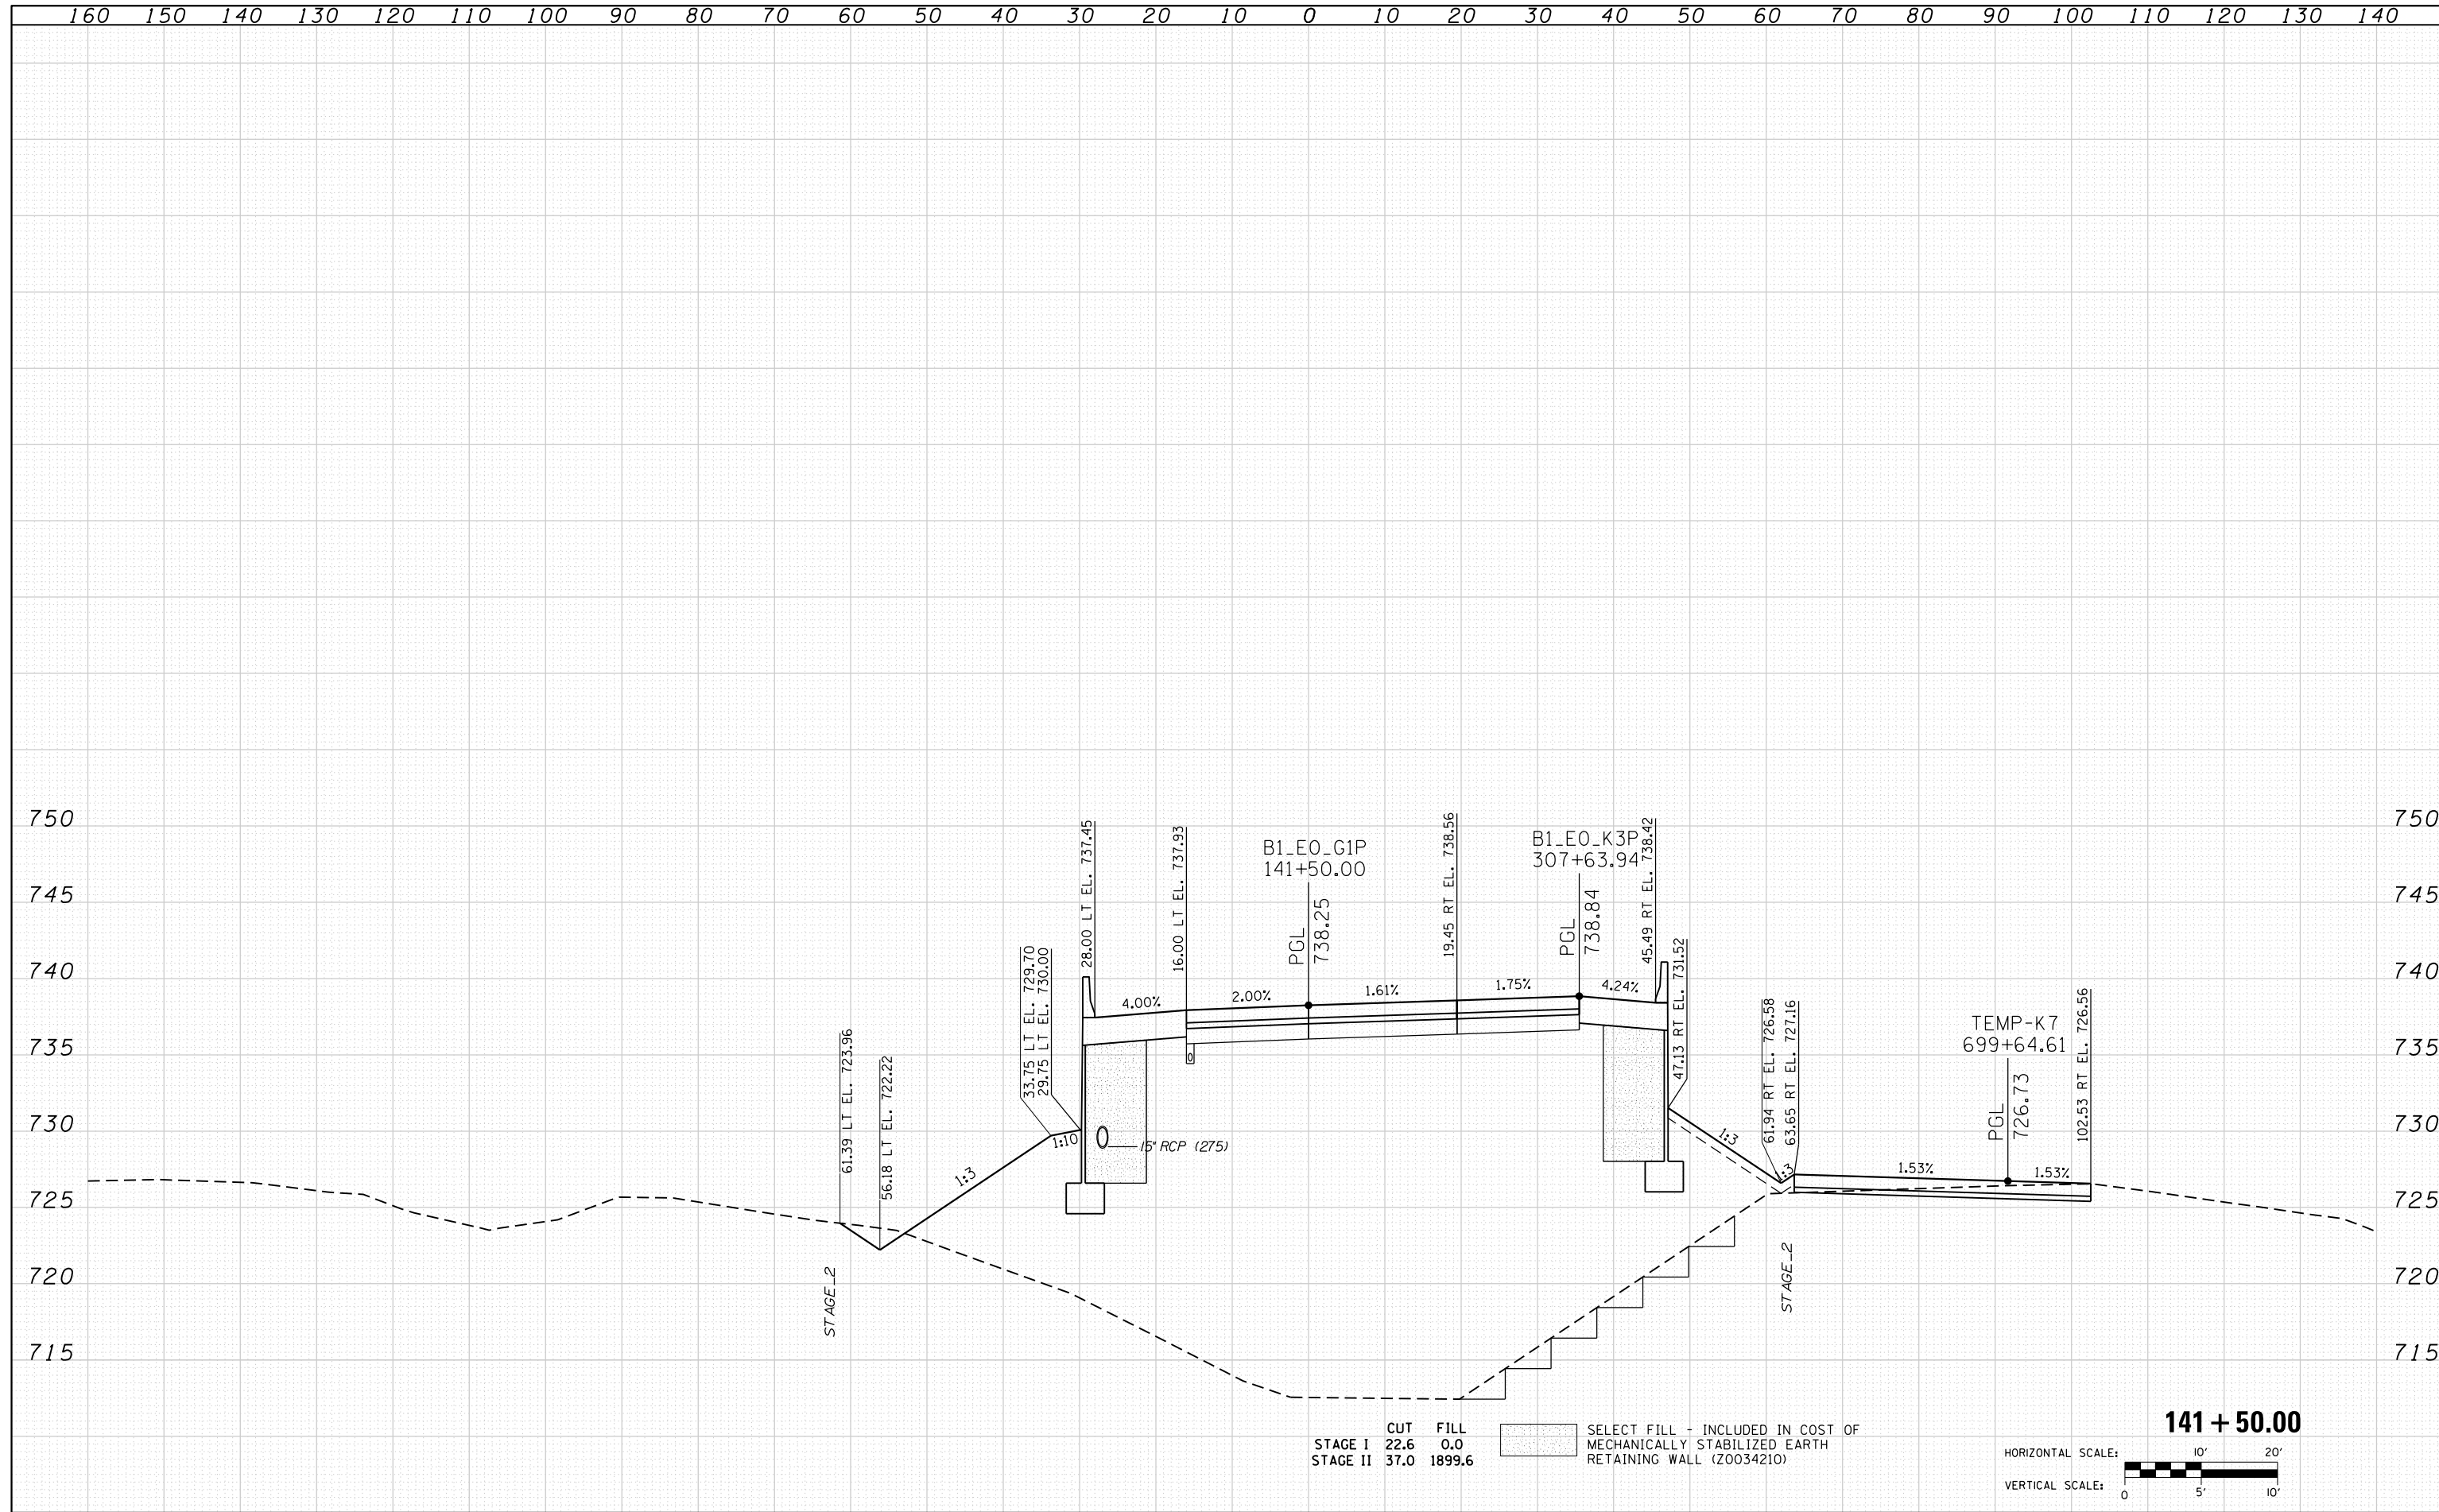 160 150 140 130 120 110 100 90 80 70 60 50 40 30 20 10 0 10 20 30 40 50 60 70 80 90 100 110 120 130 140
750 750
745 745
740 740
735 735
730 730
725 725
720 720
715 715
61.39 LT EL. 723.96
56.18 LT EL. 722.22
33.75 LT EL. 729.70
29.75 LT EL. 730.00
28.00 LT EL. 737.45
16.00 LT EL. 737.93
B1_EO_G1P
141+50.00
PGL
738.25
19.45 RT EL. 738.56
B1_EO_K3P
307+63.94
PGL
738.84
45.49 RT EL. 738.42
47.13 RT EL. 731.52
61.94 RT EL. 726.58
63.65 RT EL. 727.16
TEMP-K7
699+64.61
PGL
726.73
102.53 RT EL. 726.56
4.00%
2.00%
1.61%
1.75%
4.24%
1:3
1:10
15" RCP (275)
1:3
1:3
1.53%
1.53%
STAGE_2
STAGE_2
CUT FILL
STAGE I 22.6 0.0
STAGE II 37.0 1899.6
SELECT FILL - INCLUDED IN COST OF
MECHANICALLY STABILIZED EARTH
RETAINING WALL (Z0034210)
141+50.00
HORIZONTAL SCALE: 10' 20'
VERTICAL SCALE: 0 5' 10'